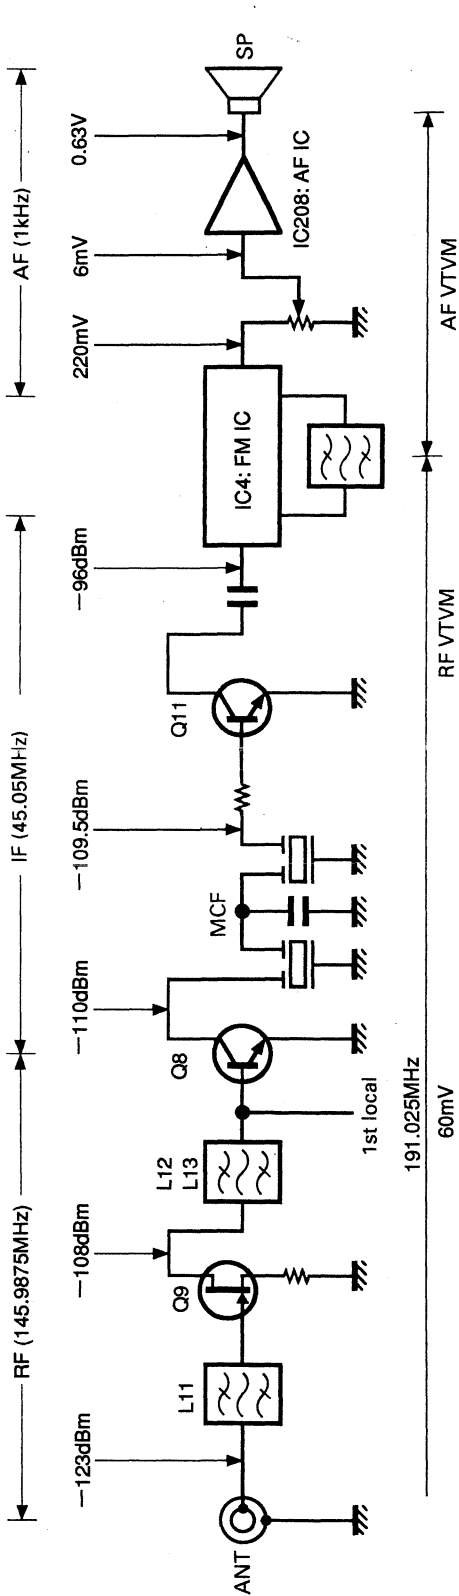 RF (145.9875MHz)
IF (45.05MHz)
AF (1kHz)
—123dBm
—108dBm
—110dBm
—109.5dBm
—96dBm
220mV
6mV
0.63V
ANT
L11
Q9
L12
L13
Q8
MCF
Q11
IC4: FM IC
IC208: AF IC
SP
1st local
191.025MHz
60mV
RF VTVM
AF VTVM